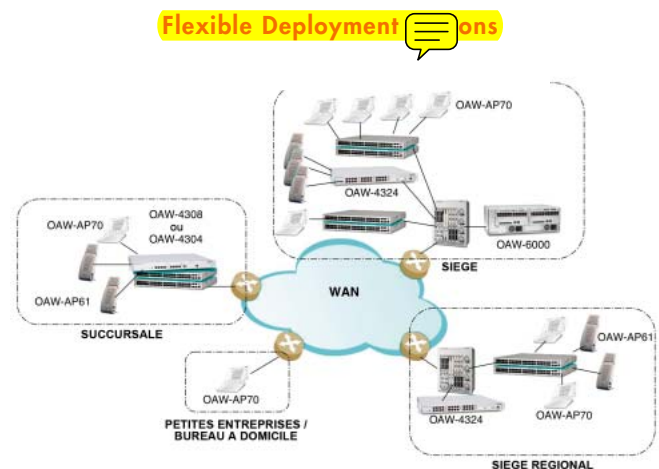 Flexible Deployment ons
OAW-AP70
OAW-4324
OAW-6000
SIEGE
OAW-4308
ou
OAW-4304
OAW-AP70
OAW-AP61
SUCCURSALE
WAN
OAW-AP70
PETITES ENTREPRISES /
BUREAU A DOMICILE
OAW-AP61
OAW-4324
OAW-AP70
SIEGE REGIONAL